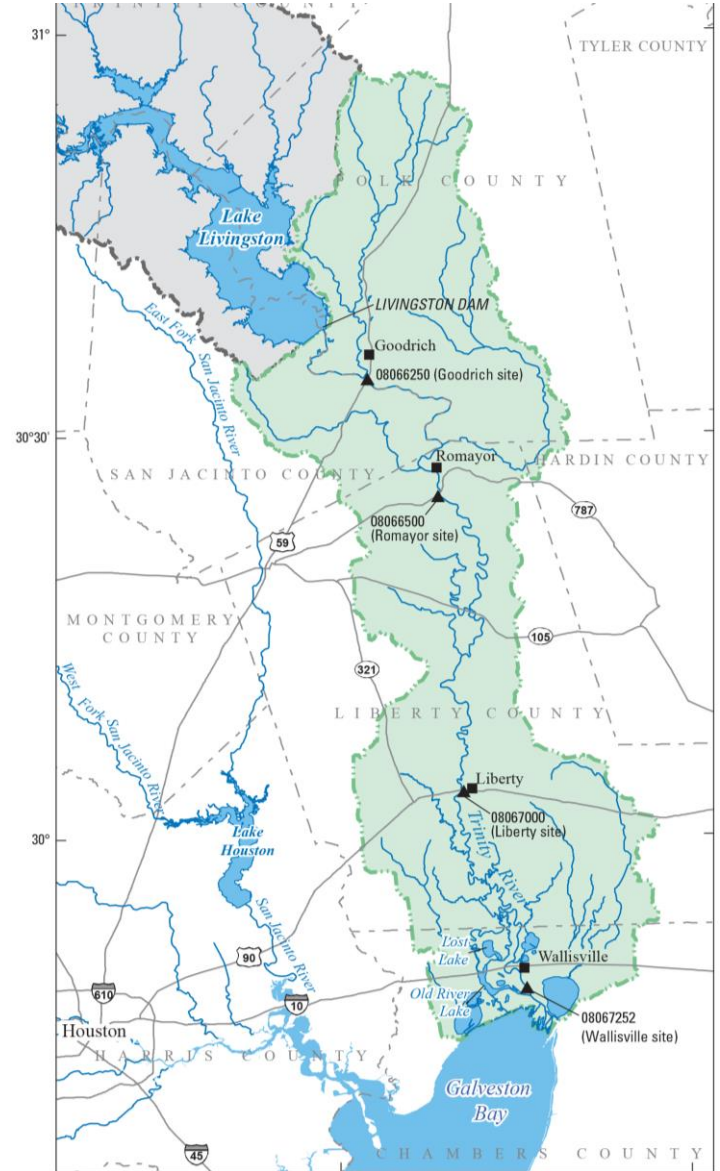 31°
TYLER COUNTY
POLK COUNTY
Lake
Livingston
LIVINGSTON DAM
East Fork San Jacinto River
Goodrich
08066250 (Goodrich site)
30°30'
Romayor
SAN JACINTO COUNTY
HARDIN COUNTY
08066500
(Romayor site)
787
59
MONTGOMERY
COUNTY
105
321
West Fork San Jacinto River
LIBERTY COUNTY
Liberty
08067000
(Liberty site)
Trinity River
30°
Lake
Houston
San Jacinto River
Lost
Lake
Wallisville
90
Old River
Lake
610
10
08067252
(Wallisville site)
Houston
HARRIS COUNTY
Galveston
Bay
CHAMBERS COUNTY
45